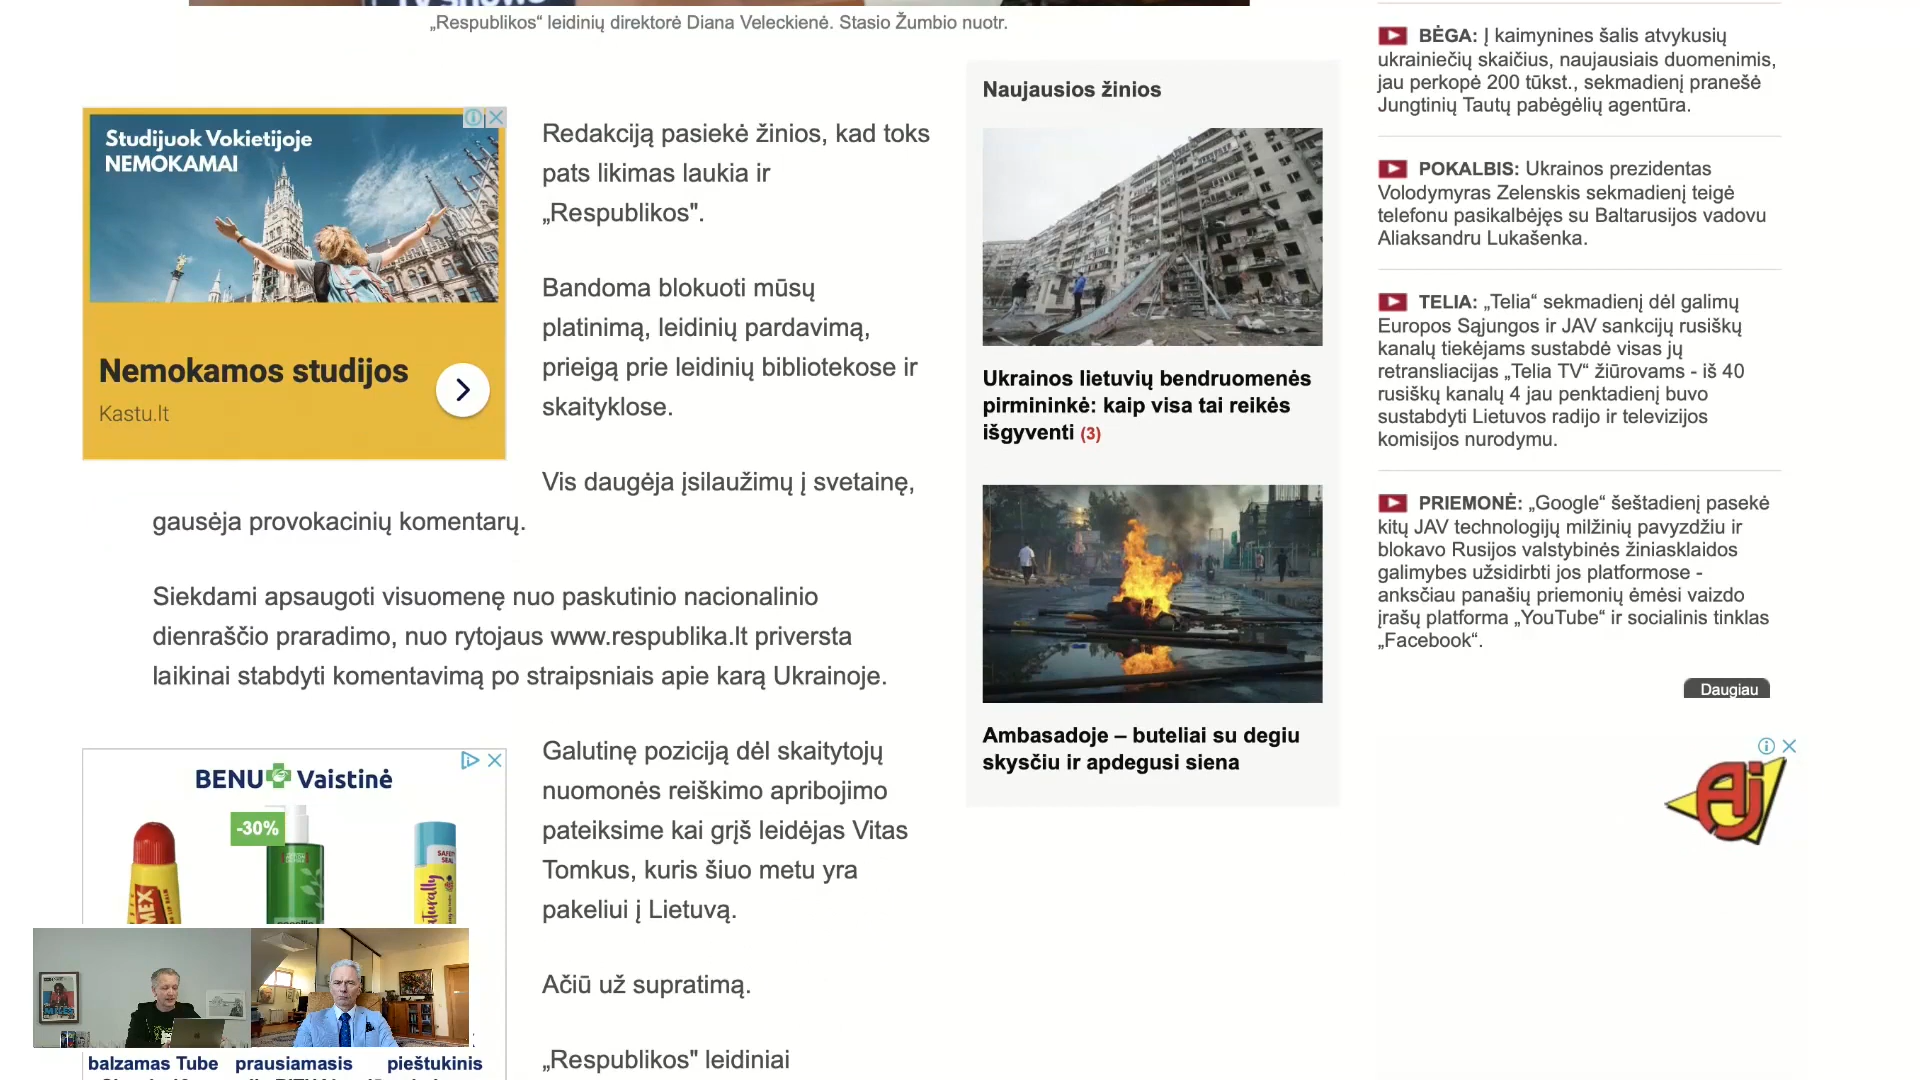 „Respublikos“ leidinių direktorė Diana Veleckienė. Stasio Žumbio nuotr.
Studijuok Vokietijoje
NEMOKAMAI
Nemokamos studijos
Kastu.lt
Redakciją pasiekė žinios, kad toks
pats likimas laukia ir
„Respublikos".
Bandoma blokuoti mūsų
platinimą, leidinių pardavimą,
prieigą prie leidinių bibliotekose ir
skaityklose.
Vis daugėja įsilaužimų į svetainę,
gausėja provokacinių komentarų.
Siekdami apsaugoti visuomenę nuo paskutinio nacionalinio
dienraščio praradimo, nuo rytojaus www.respublika.lt priversta
laikinai stabdyti komentavimą po straipsniais apie karą Ukrainoje.
BENU Vaistinė
-30%
SAFETY
SEAL
Galutinę poziciją dėl skaitytojų
nuomonės reiškimo apribojimo
pateiksime kai grįš leidėjas Vitas
Tomkus, kuris šiuo metu yra
pakeliui į Lietuvą.
Ačiū už supratimą.
„Respublikos" leidiniai
balzamas Tube prausiamasis pieštukinis
Naujausios žinios
Ukrainos lietuvių bendruomenės
pirmininkė: kaip visa tai reikės
išgyventi (3)
Ambasadoje – buteliai su degiu
skysčiu ir apdegusi siena
BĖGA: Į kaimynines šalis atvykusių
ukrainiečių skaičius, naujausiais duomenimis,
jau perkopė 200 tūkst., sekmadienį pranešė
Jungtinių Tautų pabėgėlių agentūra.
POKALBIS: Ukrainos prezidentas
Volodymyras Zelenskis sekmadienį teigė
telefonu pasikalbėjęs su Baltarusijos vadovu
Aliaksandru Lukašenka.
TELIA: „Telia“ sekmadienį dėl galimų
Europos Sąjungos ir JAV sankcijų rusiškų
kanalų tiekėjams sustabdė visas jų
retransliacijas „Telia TV“ žiūrovams - iš 40
rusiškų kanalų 4 jau penktadienį buvo
sustabdyti Lietuvos radijo ir televizijos
komisijos nurodymu.
PRIEMONĖ: „Google“ šeštadienį pasekė
kitų JAV technologijų milžinių pavyzdžiu ir
blokavo Rusijos valstybinės žiniasklaidos
galimybes užsidirbti jos platformose -
anksčiau panašių priemonių ėmėsi vaizdo
įrašų platforma „YouTube“ ir socialinis tinklas
„Facebook“.
Daugiau
Aj